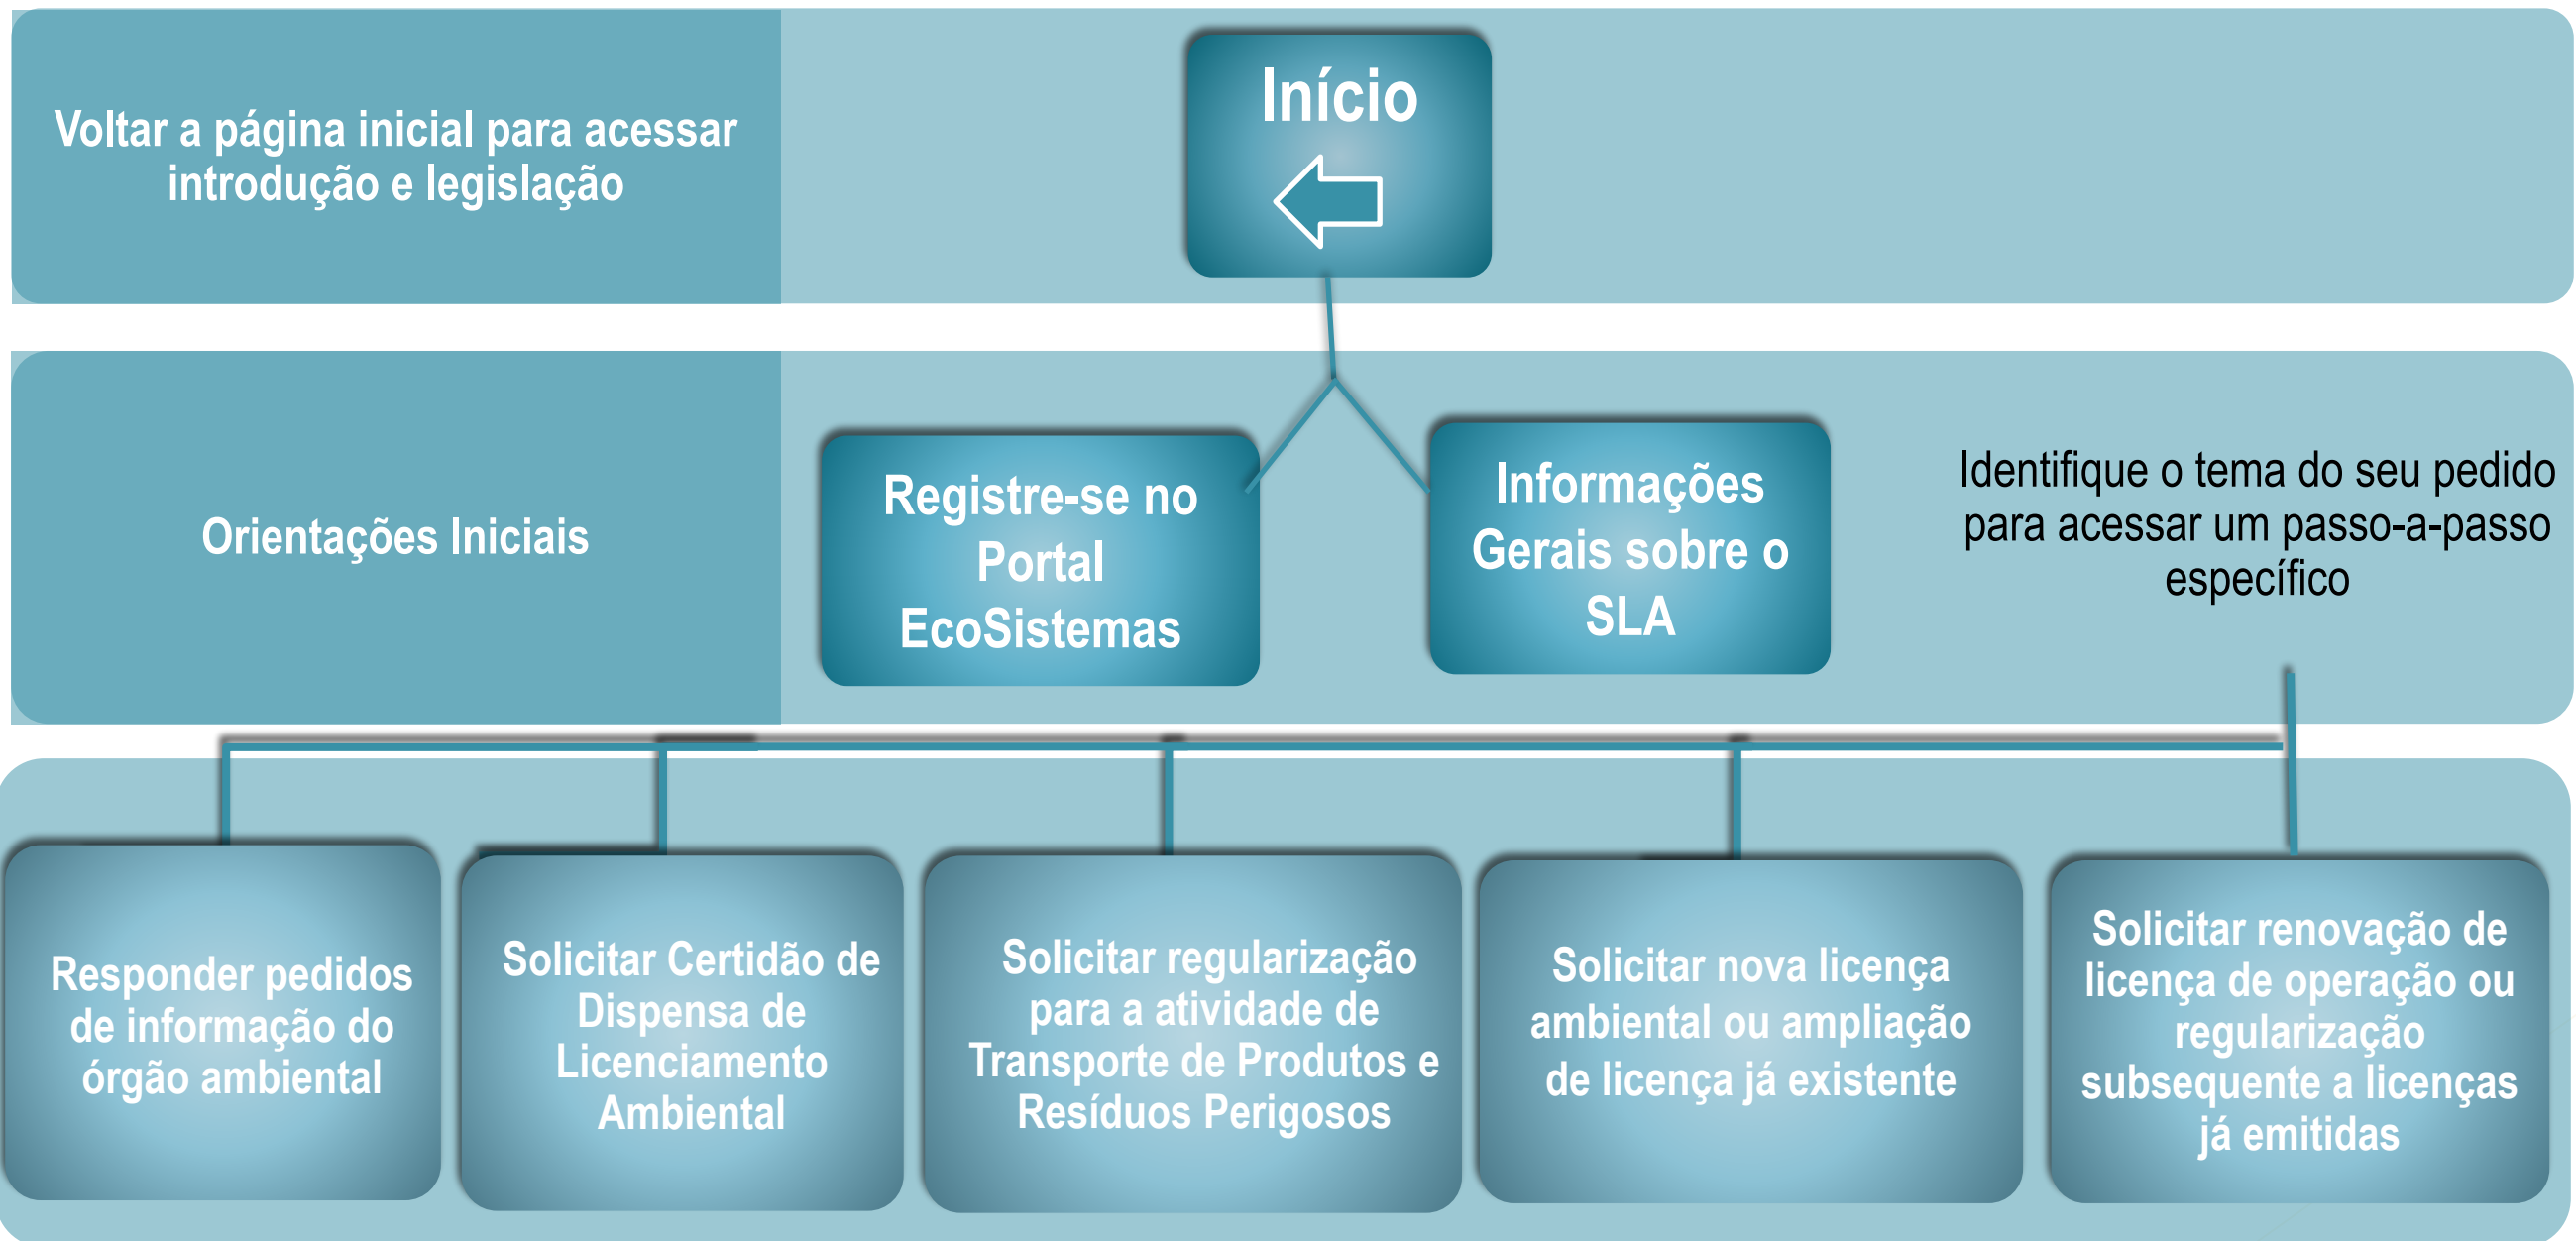 Voltar a página inicial para acessar
introdução e legislação
Início
Orientações Iniciais
Registre-se no
Portal
EcoSistemas
Informações
Gerais sobre o
SLA
Identifique o tema do seu pedido
para acessar um passo-a-passo
específico
Responder pedidos
de informação do
órgão ambiental
Solicitar Certidão de
Dispensa de
Licenciamento
Ambiental
Solicitar regularização
para a atividade de
Transporte de Produtos e
Resíduos Perigosos
Solicitar nova licença
ambiental ou ampliação
de licença já existente
Solicitar renovação de
licença de operação ou
regularização
subsequente a licenças
já emitidas